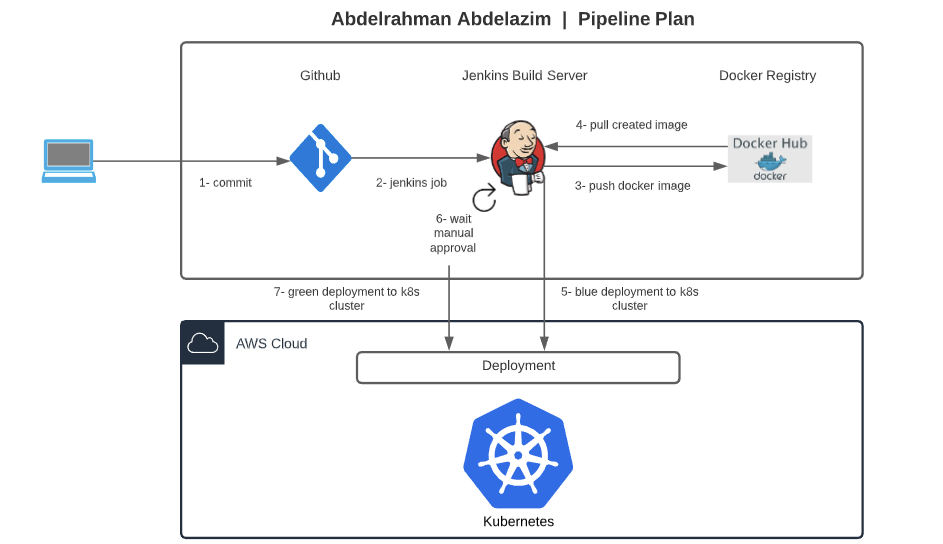 Abdelrahman Abdelazim | Pipeline Plan
Github
Jenkins Build Server
Docker Registry
4- pull created image
Docker Hub
docker
1- commit
2- jenkins job
3- push docker image
6- wait
manual
approval
7- green deployment to k8s
cluster
5- blue deployment to k8s
cluster
AWS Cloud
Deployment
Kubernetes